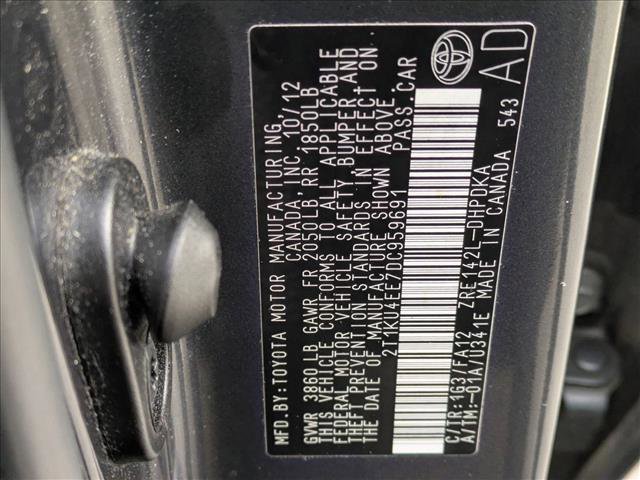 MFD.BY:TOYOTA MOTOR MANUFACTURING,
CANADA, INC. 10/12
GVWR 3860LB GAWR FR 2050LB RR 1850LB
THIS VEHICLE CONFORMS TO ALL APPLICABLE
FEDERAL MOTOR VEHICLE SAFETY, BUMPER, AND
THEFT PREVENTION STANDARDS IN EFFECT ON
THE DATE OF MANUFACTURE SHOWN ABOVE.
2T1KU4EE7DC959691 PASS.CAR
C/TR:1G3/FA12 ZRE142L-DHPDKA
A/TM:-01A/U341E MADE IN CANADA 543
AD